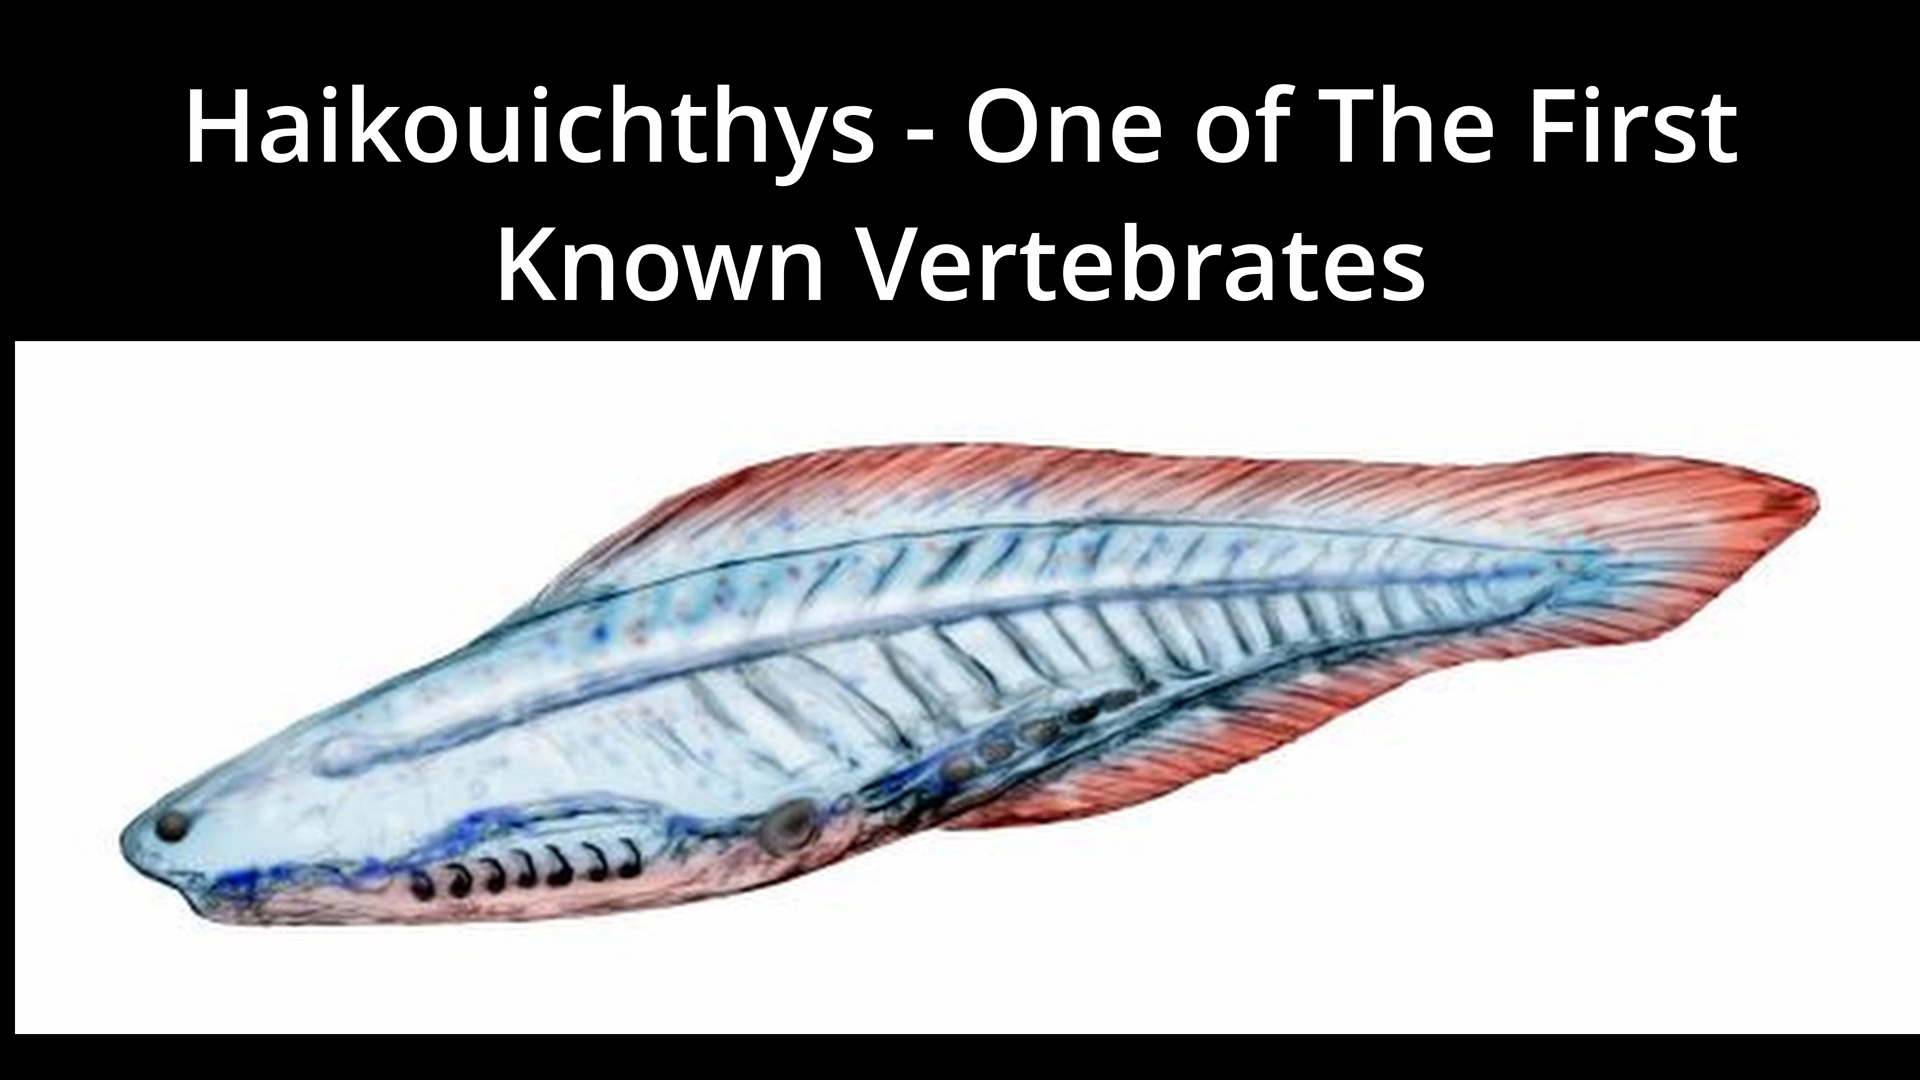 Haikouichthys - One of The First
Known Vertebrates